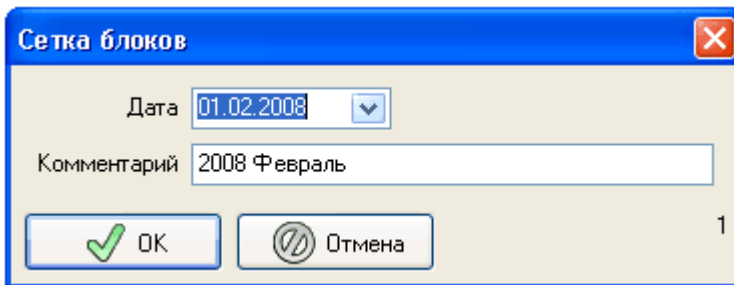 Сетка блоков
Дата 01.02.2008
Комментарий 2008 Февраль
1
OK Отмена